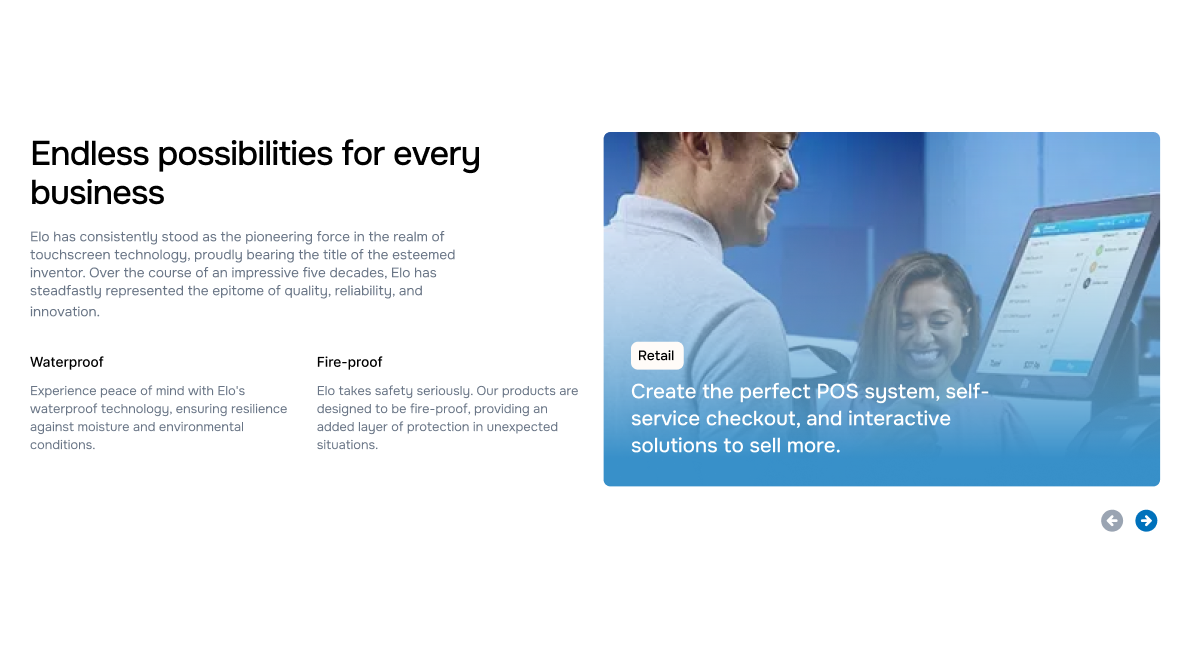 Endless possibilities for every
business
Elo has consistently stood as the pioneering force in the realm of
touchscreen technology, proudly bearing the title of the esteemed
inventor. Over the course of an impressive five decades, Elo has
steadfastly represented the epitome of quality, reliability, and
innovation.
Waterproof
Experience peace of mind with Elo's
waterproof technology, ensuring resilience
against moisture and environmental
conditions.
Fire-proof
Elo takes safety seriously. Our products are
designed to be fire-proof, providing an
added layer of protection in unexpected
situations.
Retail
Create the perfect POS system, self-
service checkout, and interactive
solutions to sell more.